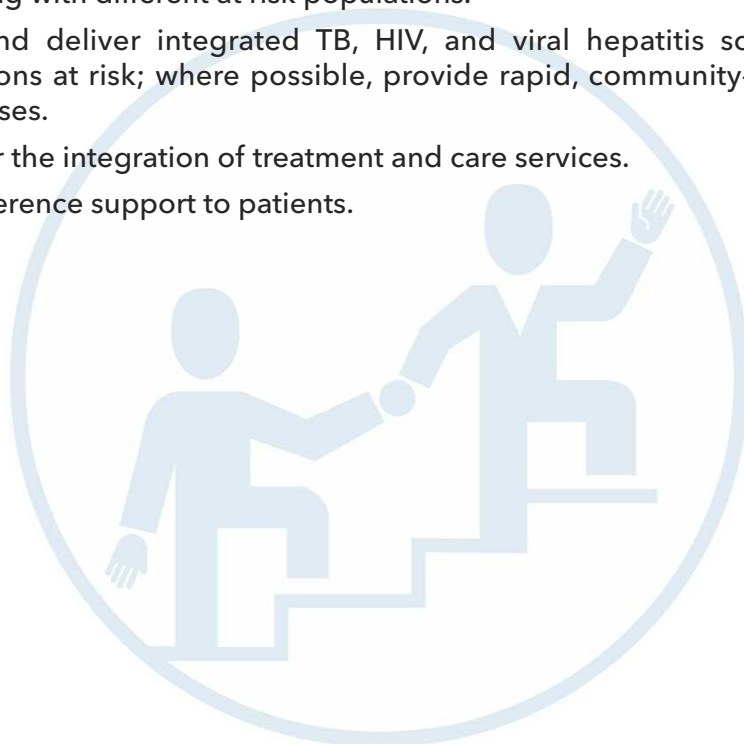 ng with different at risk populations.
nd deliver integrated TB, HIV, and viral hepatitis sc
ons at risk; where possible, provide rapid, community-
ses.
r the integration of treatment and care services.
erence support to patients.